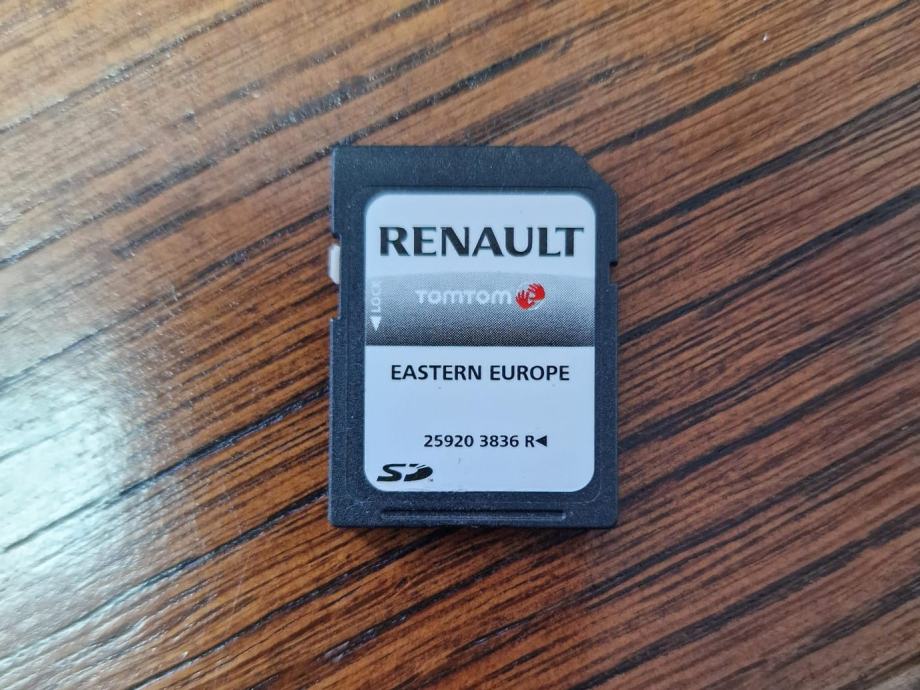 RENAULT
TOMTOM
◄ LOCK
EASTERN EUROPE
25920 3836 R◄
SD